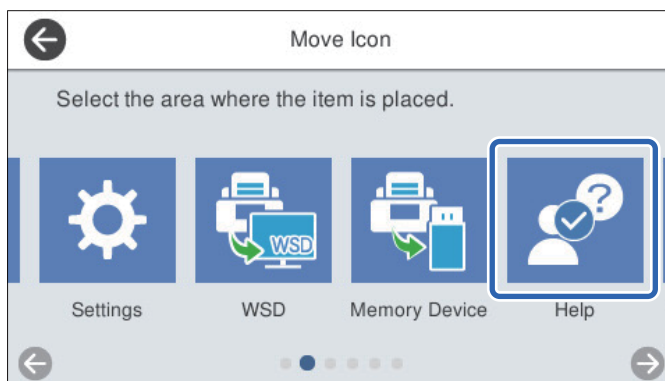 Move Icon
Select the area where the item is placed.
WSD
?
Settings
WSD
Memory Device
Help